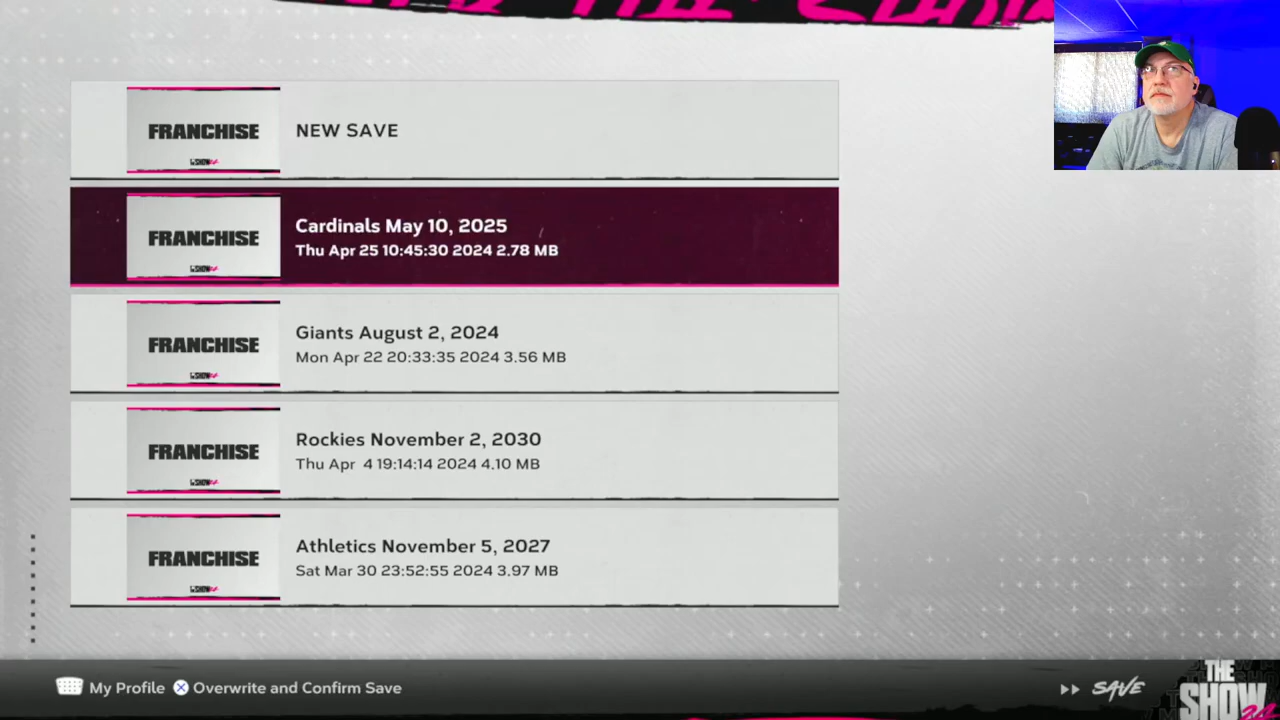 FRANCHISE
NEW SAVE
FRANCHISE
Cardinals May 10, 2025
Thu Apr 25 10:45:30 2024 2.78 MB
FRANCHISE
Giants August 2, 2024
Mon Apr 22 20:33:35 2024 3.56 MB
FRANCHISE
Rockies November 2, 2030
Thu Apr  4 19:14:14 2024 4.10 MB
FRANCHISE
Athletics November 5, 2027
Sat Mar 30 23:52:55 2024 3.97 MB
My Profile
Overwrite and Confirm Save
SAVE
THE
SHOW